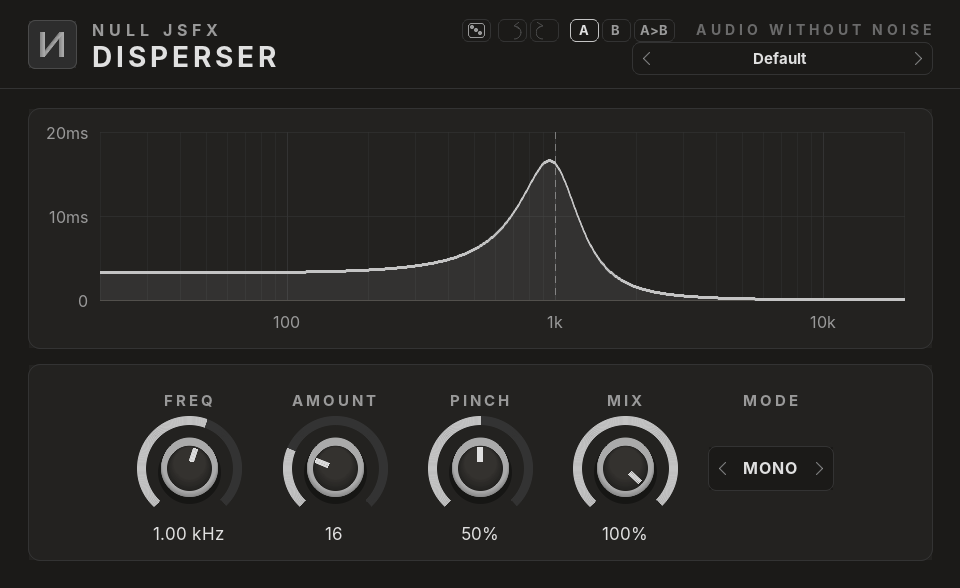 NULL JSFX
DISPERSER
A B A>B AUDIO WITHOUT NOISE
Default
20ms
10ms
0
100 1k 10k
FREQ AMOUNT PINCH MIX MODE
MONO
1.00 kHz 16 50% 100%